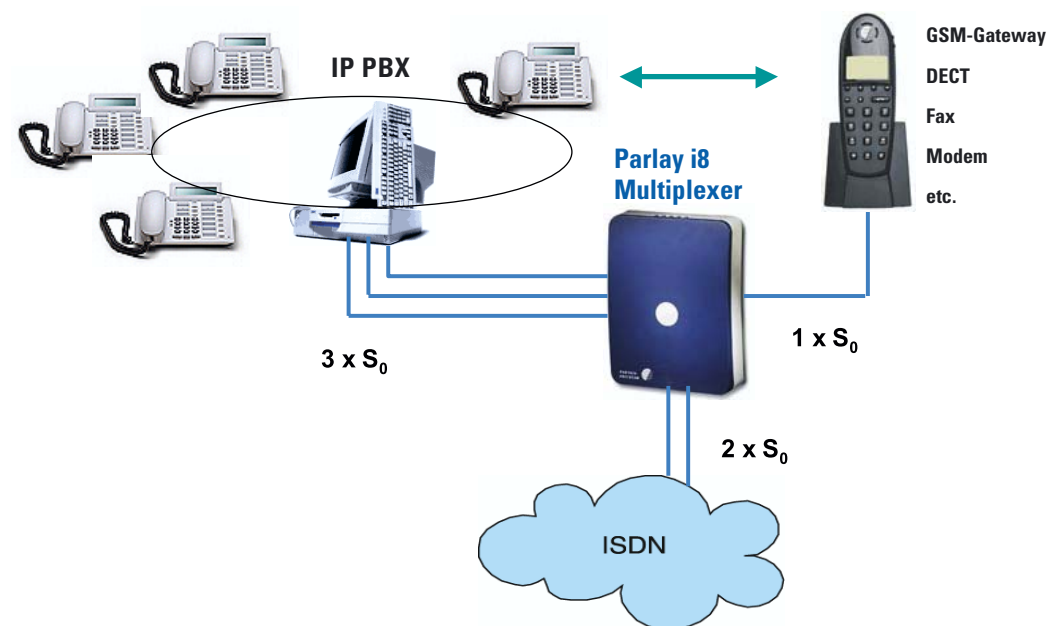 IP PBX
GSM-Gateway
DECT
Fax
Modem
etc.
Parlay i8
Multiplexer
3 x S₀
1 x S₀
2 x S₀
ISDN